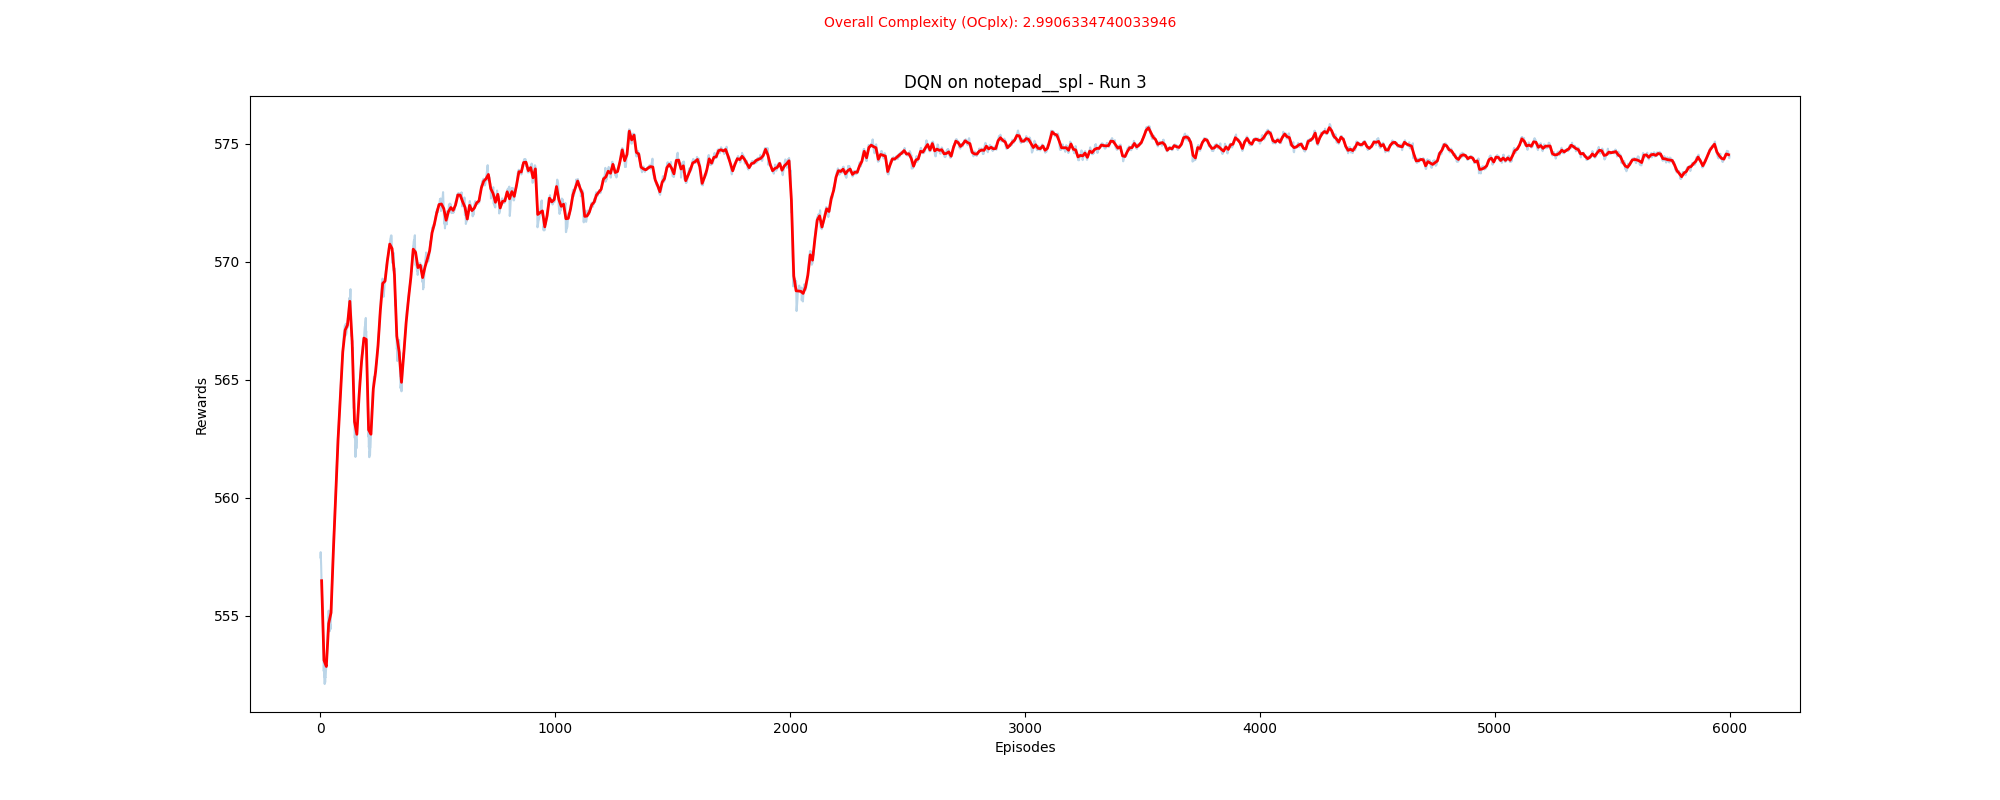 Overall Complexity (OCplx): 2.9906334740033946
DQN on notepad__spl - Run 3
575
570
565
560
555
Rewards
0 1000 2000 3000 4000 5000 6000
Episodes